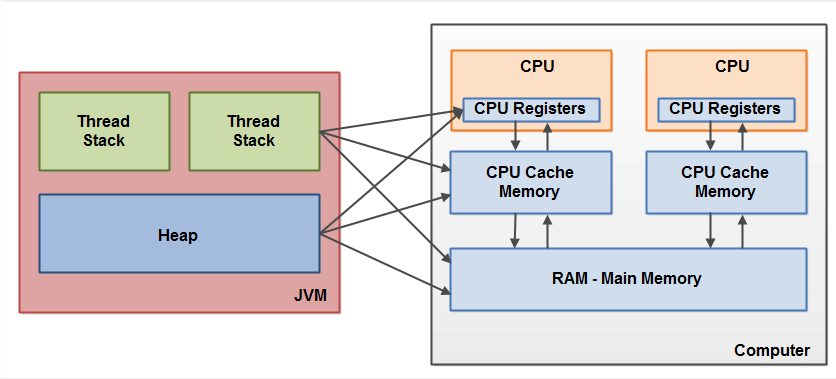 CPU
CPU
CPU Registers
CPU Registers
Thread
Stack
Thread
Stack
CPU Cache
Memory
CPU Cache
Memory
Heap
RAM - Main Memory
JVM
Computer